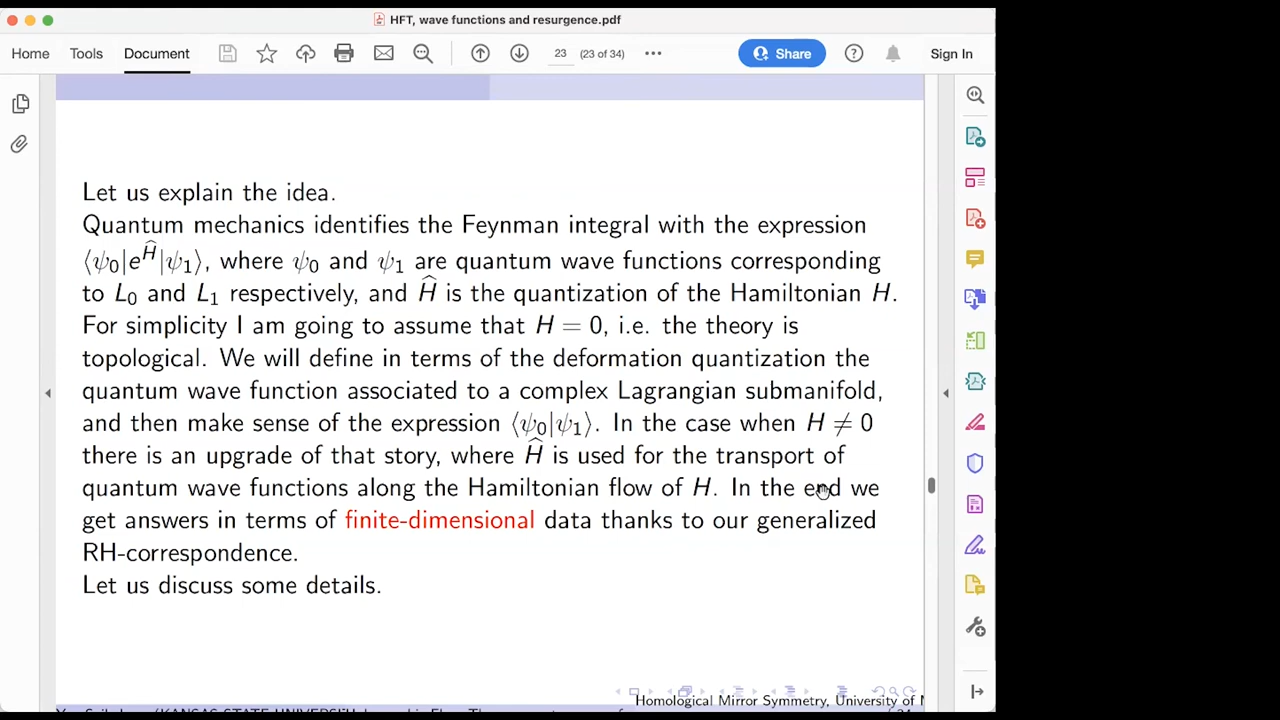 HFT, wave functions and resurgence.pdf
Home Tools Document 23 (23 of 34) Share Sign In
Let us explain the idea.
Quantum mechanics identifies the Feynman integral with the expression
⟨ψ₀|e^Ĥ|ψ₁⟩, where ψ₀ and ψ₁ are quantum wave functions corresponding
to L₀ and L₁ respectively, and Ĥ is the quantization of the Hamiltonian H.
For simplicity I am going to assume that H = 0, i.e. the theory is
topological. We will define in terms of the deformation quantization the
quantum wave function associated to a complex Lagrangian submanifold,
and then make sense of the expression ⟨ψ₀|ψ₁⟩. In the case when H ≠ 0
there is an upgrade of that story, where Ĥ is used for the transport of
quantum wave functions along the Hamiltonian flow of H. In the end we
get answers in terms of finite-dimensional data thanks to our generalized
RH-correspondence.
Let us discuss some details.
Homological Mirror Symmetry, University of